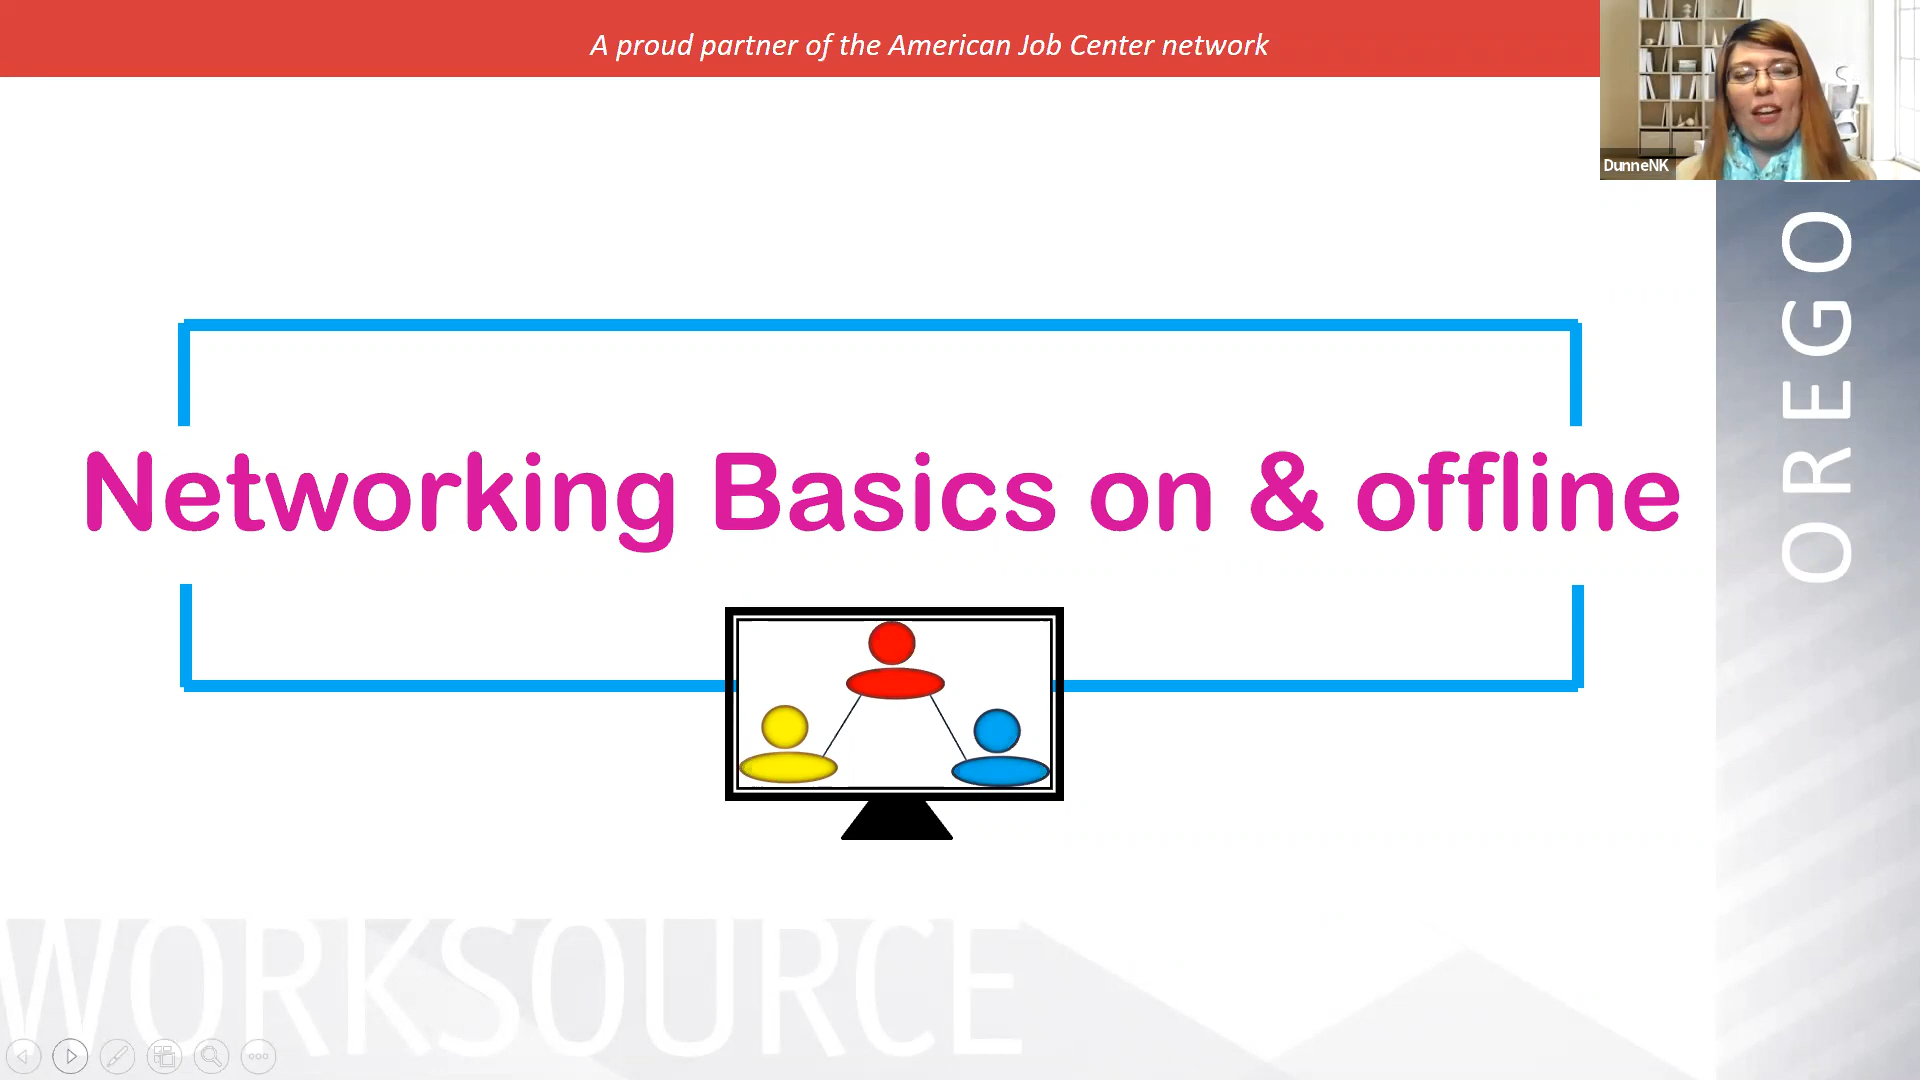 A proud partner of the American Job Center network
DunneNK
OREGO
Networking Basics on & offline
WORKSOURCE